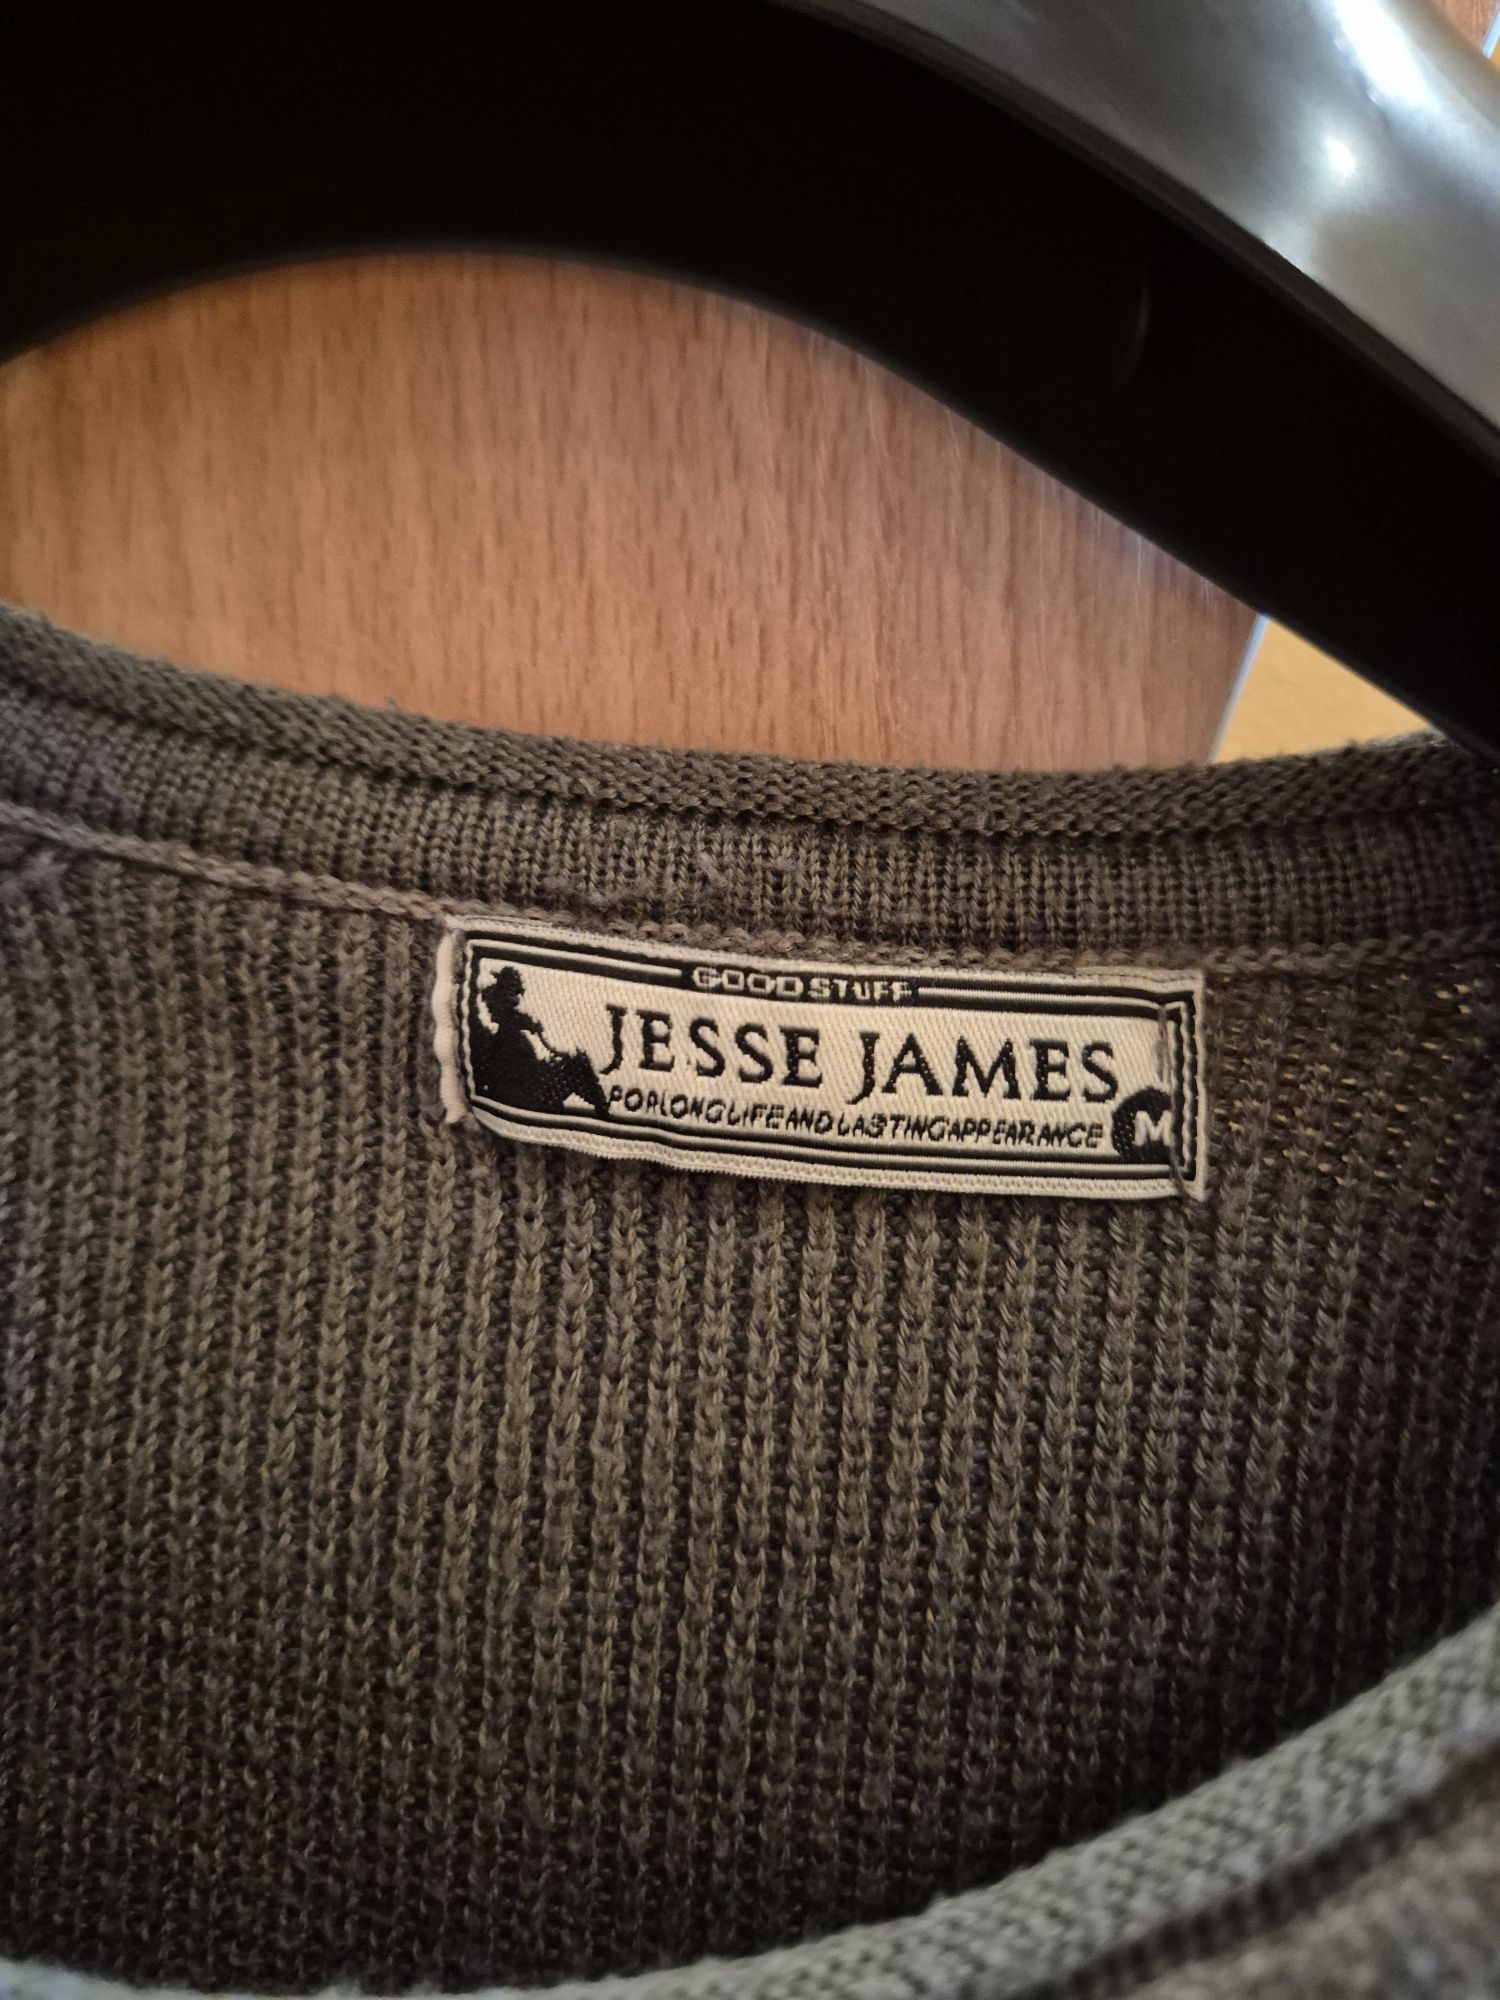 GOOD STUFF
JESSE JAMES
FOR LONG LIFE AND LASTING APPEARANCE
M